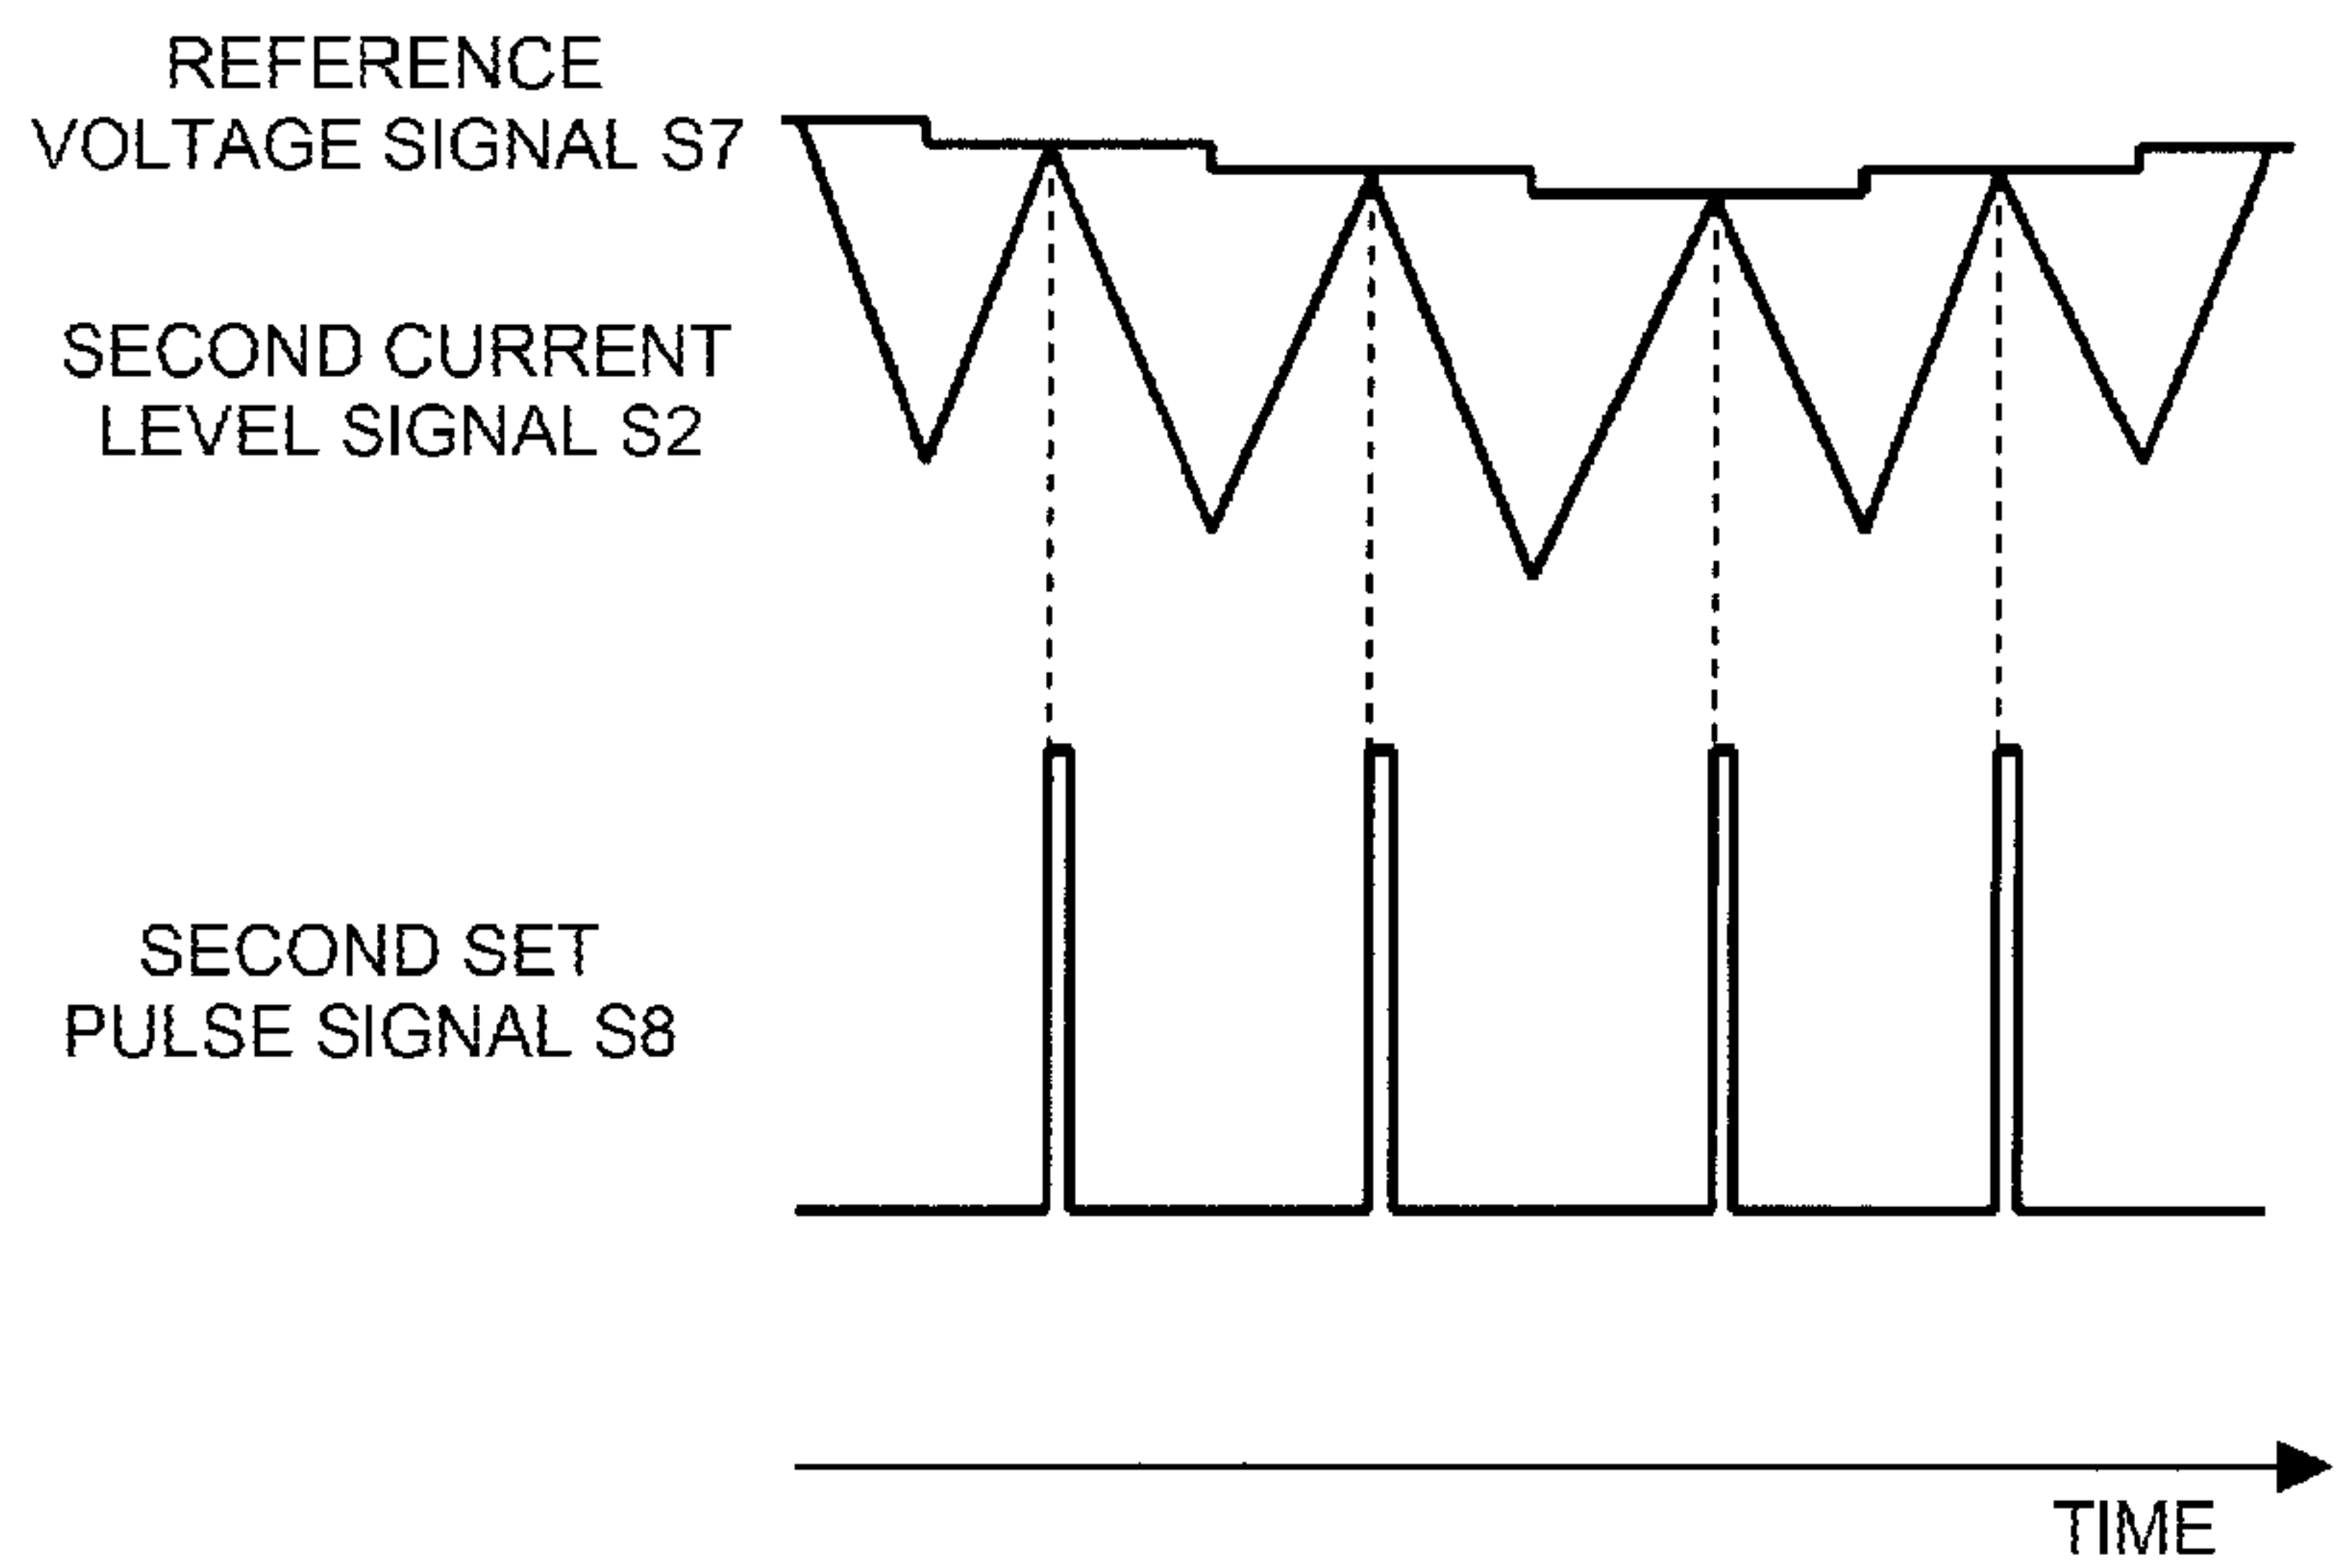 REFERENCE
VOLTAGE SIGNAL S7
SECOND CURRENT
LEVEL SIGNAL S2
SECOND SET
PULSE SIGNAL S8
TIME